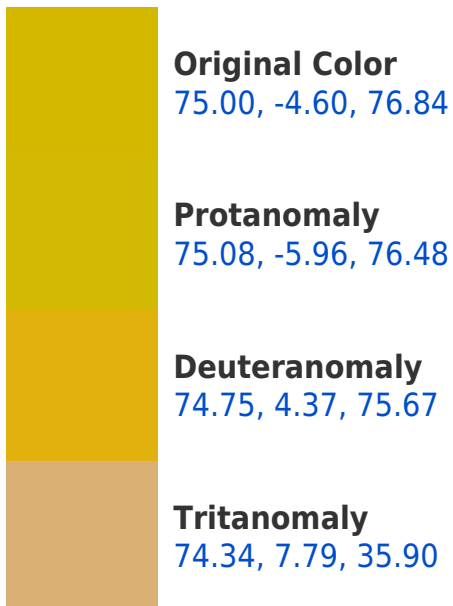 Original Color
75.00, -4.60, 76.84
Protanomaly
75.08, -5.96, 76.48
Deuteranomaly
74.75, 4.37, 75.67
Tritanomaly
74.34, 7.79, 35.90